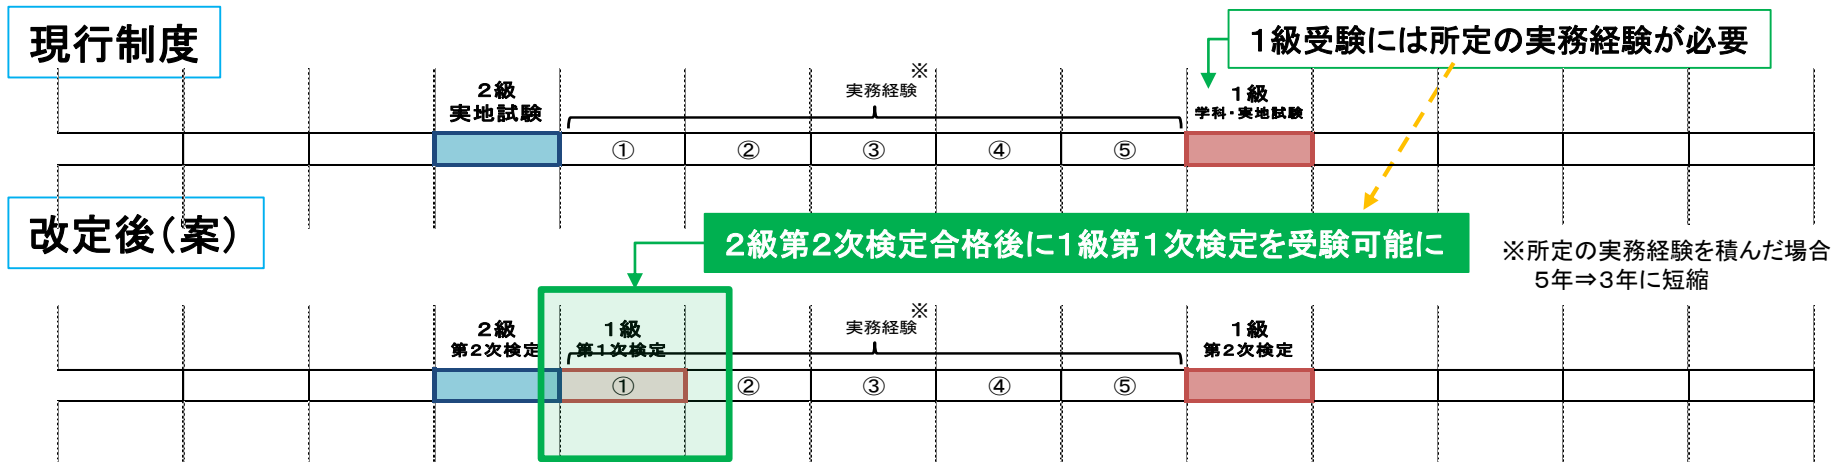 現行制度
1級受験には所定の実務経験が必要
2級
実地試験
※
実務経験
1級
学科・実地試験
①
②
③
④
⑤
改定後(案)
2級第2次検定合格後に1級第1次検定を受験可能に
※所定の実務経験を積んだ場合
5年⇒3年に短縮
2級
第2次検定
1級
第1次検定
※
実務経験
1級
第2次検定
①
②
③
④
⑤